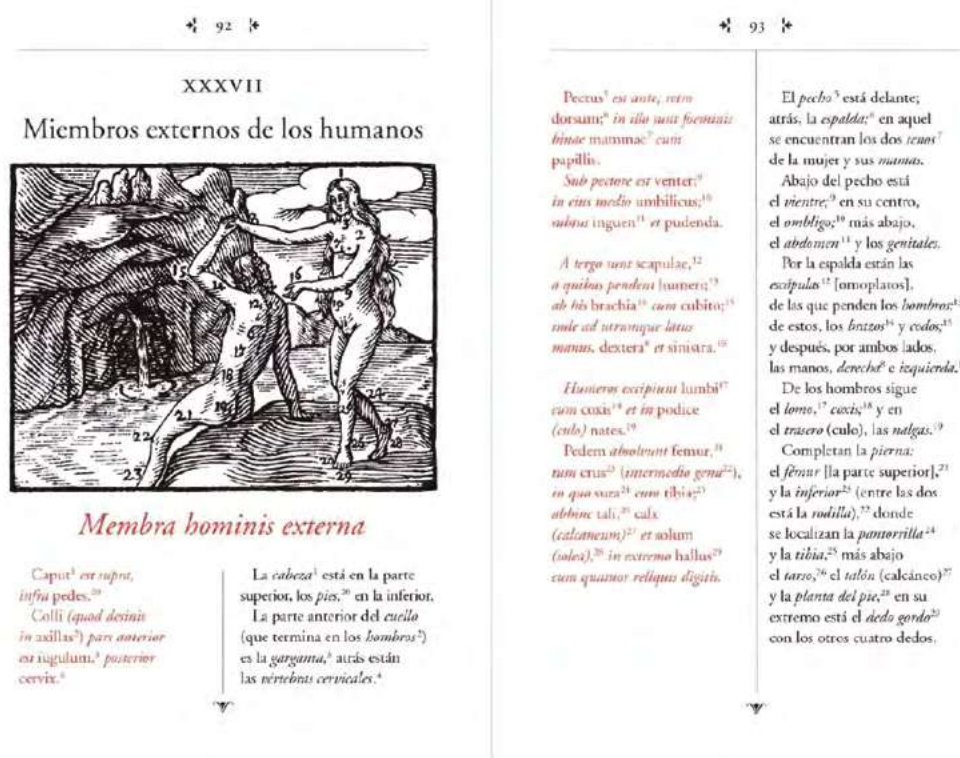 92
XXXVII
Miembros externos de los humanos
Membra hominis externa
Caput¹ est supra,
infra pedes.²⁰
Colli (quod desinit
in axillas²) pars anterior
est iugulum,³ posterior
cervix.⁴
La cabeza¹ está en la parte
superior, los pies,²⁰ en la inferior.
La parte anterior del cuello
(que termina en los hombros²)
es la garganta,³ atrás están
las vértebras cervicales.⁴
93
Pectus⁵ est ante, retro
dorsum;⁶ in illo sunt foeminis
binae mammae⁷ cum
papillis.
Sub pectore est venter;⁹
in eius medio umbilicus;¹⁰
subtus inguen¹¹ et pudenda.
A tergo sunt scapulae,¹²
a quibus pendent humeri;¹³
ab his brachia¹⁴ cum cubito;¹⁵
inde ad utrumque latus
manus, dextera⁸ et sinistra.¹⁶
Humeros excipiunt lumbi¹⁷
cum coxis¹⁸ et in podice
(culo) nates.¹⁹
Pedem absolvunt femur,²¹
tum crus²³ (intermedio genu²²),
in quo sura²⁴ cum tibia;²⁵
abhinc tali,²⁶ calx
(calcaneum)²⁷ et solum
(solea),²⁸ in extremo hallus²⁹
cum quatuor reliquis digitis.
El pecho⁵ está delante;
atrás, la espalda;⁶ en aquel
se encuentran los dos senos⁷
de la mujer y sus mamas.
Abajo del pecho está
el vientre;⁹ en su centro,
el ombligo;¹⁰ más abajo,
el abdomen¹¹ y los genitales.
Por la espalda están las
escápulas¹² [omoplatos],
de las que penden los hombros;
de estos, los brazos¹⁴ y codos,¹⁵
y después, por ambos lados,
las manos, derecha⁸ e izquierda.
De los hombros sigue
el lomo,¹⁷ coxis,¹⁸ y en
el trasero (culo), las nalgas.¹⁹
Completan la pierna:
el fémur [la parte superior],²¹
y la inferior²³ (entre las dos
está la rodilla),²² donde
se localizan la pantorrilla²⁴
y la tibia,²⁵ más abajo
el tarso,²⁶ el talón (calcáneo)²⁷
y la planta del pie,²⁸ en su
extremo está el dedo gordo²⁹
con los otros cuatro dedos.